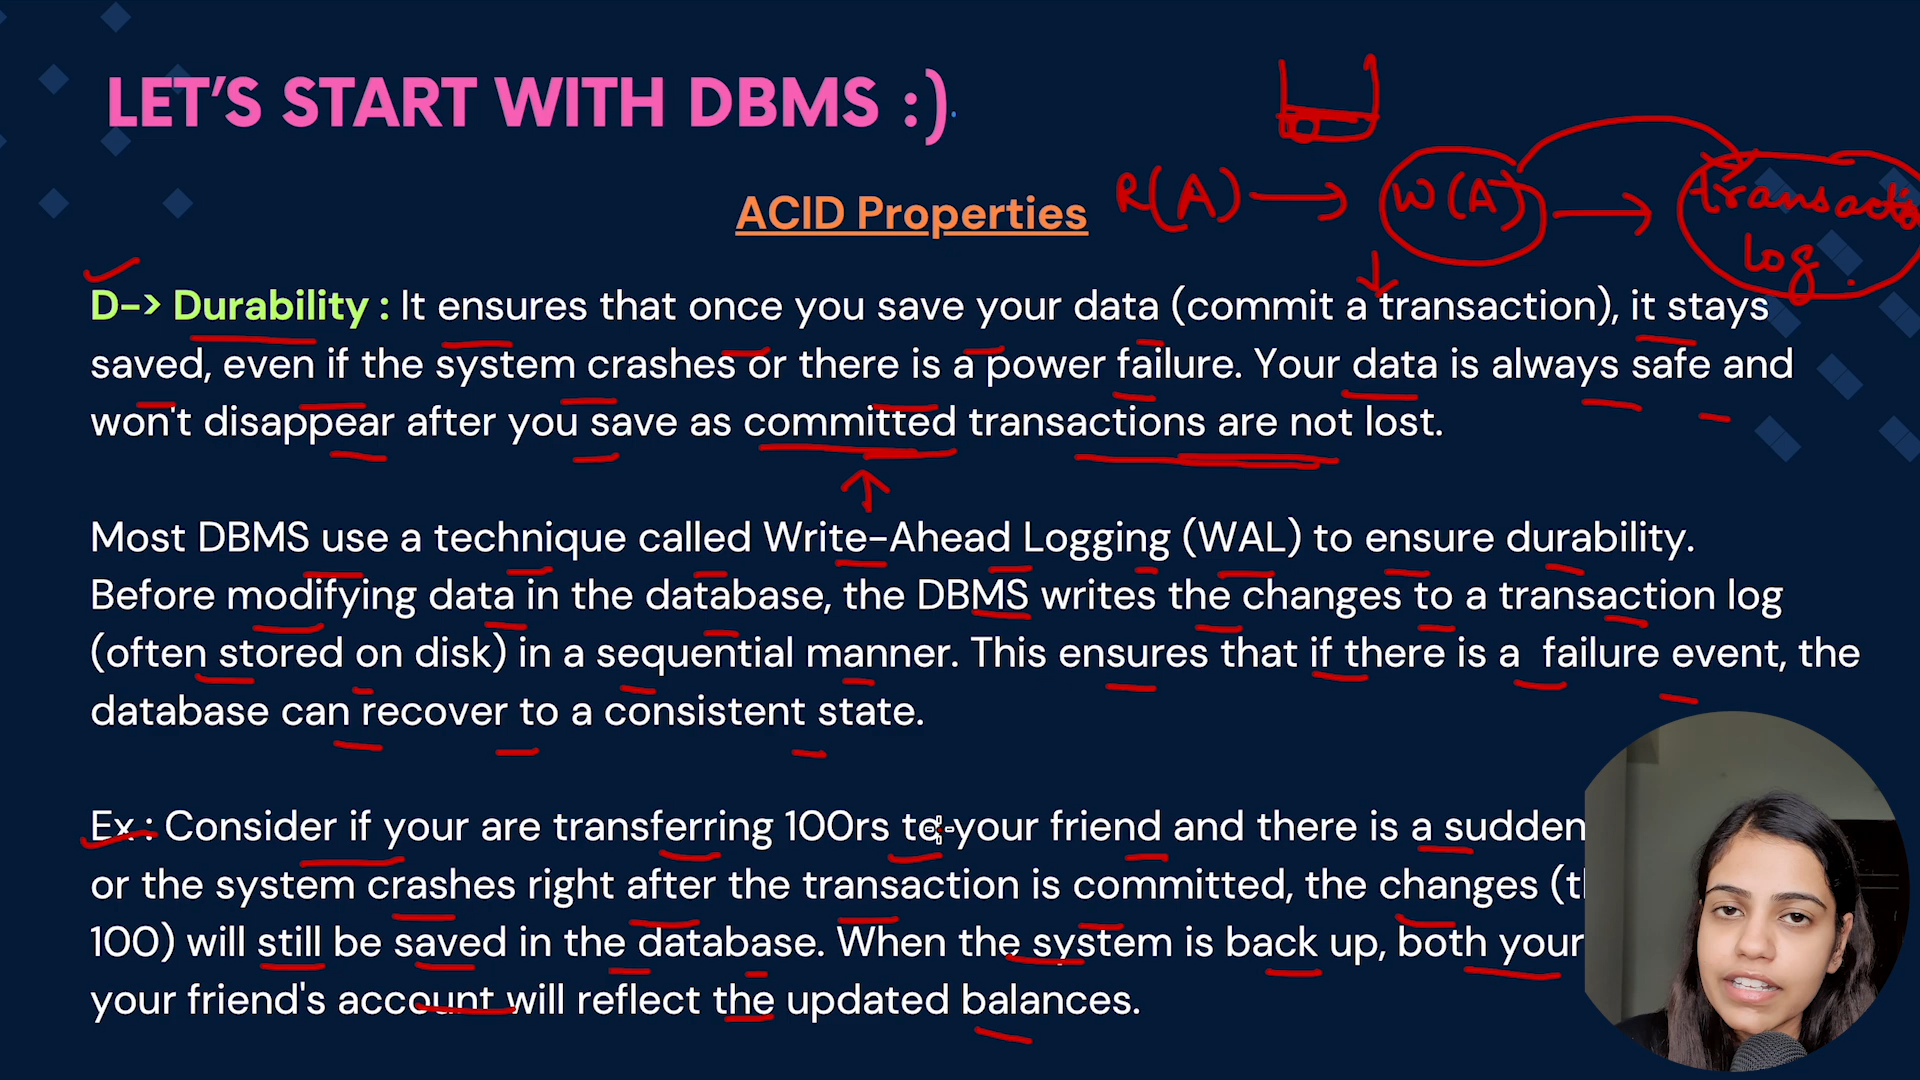 LET'S START WITH DBMS :)
ACID Properties
R(A) → W(A) → transactio
log
D-> Durability : It ensures that once you save your data (commit a transaction), it stays
saved, even if the system crashes or there is a power failure. Your data is always safe and
won't disappear after you save as committed transactions are not lost.
Most DBMS use a technique called Write-Ahead Logging (WAL) to ensure durability.
Before modifying data in the database, the DBMS writes the changes to a transaction log
(often stored on disk) in a sequential manner. This ensures that if there is a failure event, the
database can recover to a consistent state.
Ex : Consider if your are transferring 100rs to your friend and there is a sudden
or the system crashes right after the transaction is committed, the changes (
100) will still be saved in the database. When the system is back up, both your
your friend's account will reflect the updated balances.